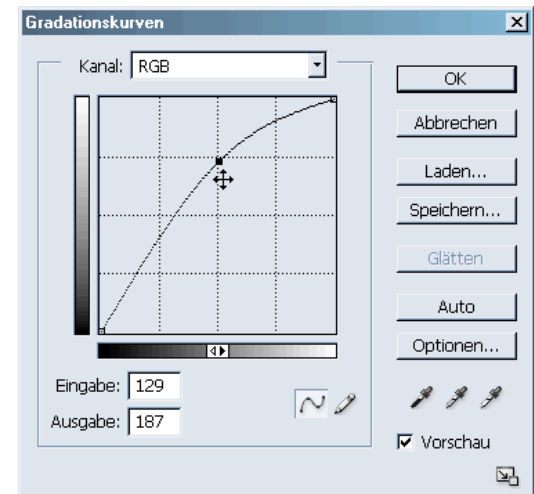 Gradationskurven
Kanal: RGB
OK
Abbrechen
Laden...
Speichern...
Glätten
Auto
Optionen...
Eingabe: 129
Ausgabe: 187
Vorschau